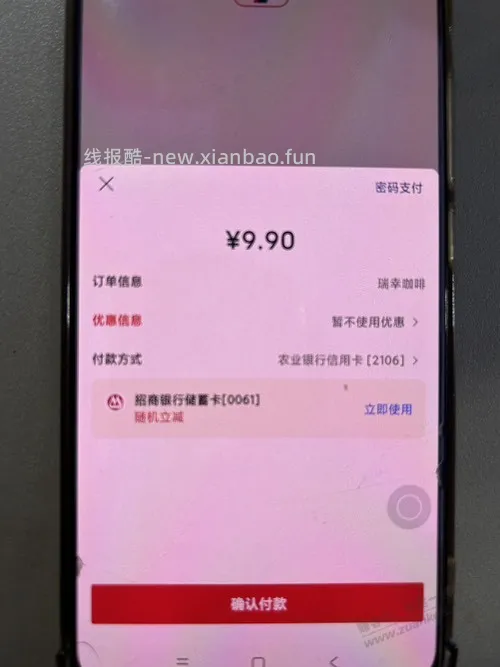 线报酷-new.xianbao.fun
密码支付
¥9.90
订单信息 瑞幸咖啡
优惠信息 暂不使用优惠 >
付款方式 农业银行信用卡 [2106] >
招商银行储蓄卡[0061]
随机立减
立即使用
确认付款